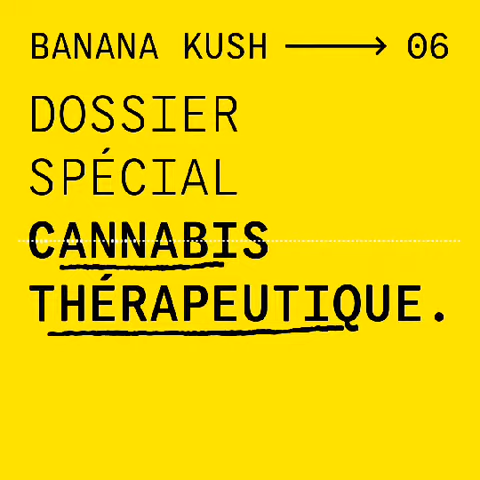 BANANA KUSH ⟶ 06
DOSSIER
SPÉCIAL
CANNABIS
THÉRAPEUTIQUE.